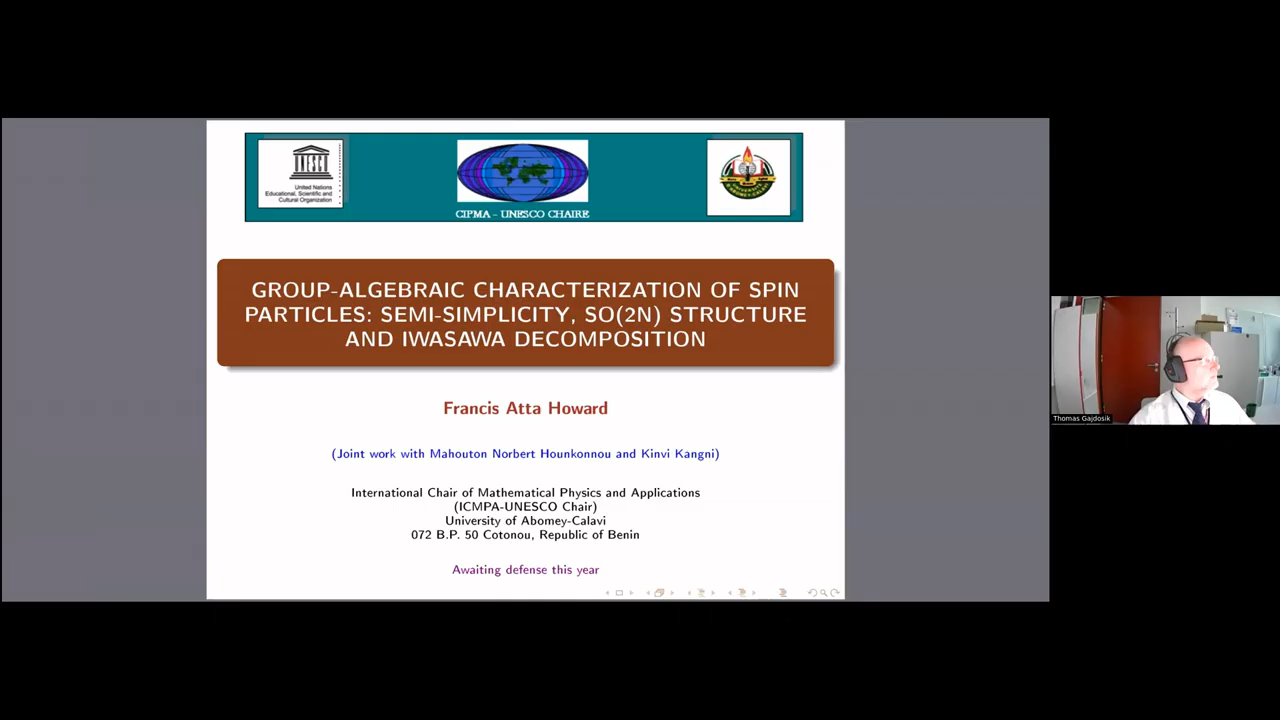 UNESCO
United Nations
Educational, Scientific and
Cultural Organization
CIPMA - UNESCO CHAIRE
GROUP-ALGEBRAIC CHARACTERIZATION OF SPIN
PARTICLES: SEMI-SIMPLICITY, SO(2N) STRUCTURE
AND IWASAWA DECOMPOSITION
Francis Atta Howard
(Joint work with Mahouton Norbert Hounkonnou and Kinvi Kangni)
International Chair of Mathematical Physics and Applications
(ICMPA-UNESCO Chair)
University of Abomey-Calavi
072 B.P. 50 Cotonou, Republic of Benin
Awaiting defense this year
Thomas Gajdosik